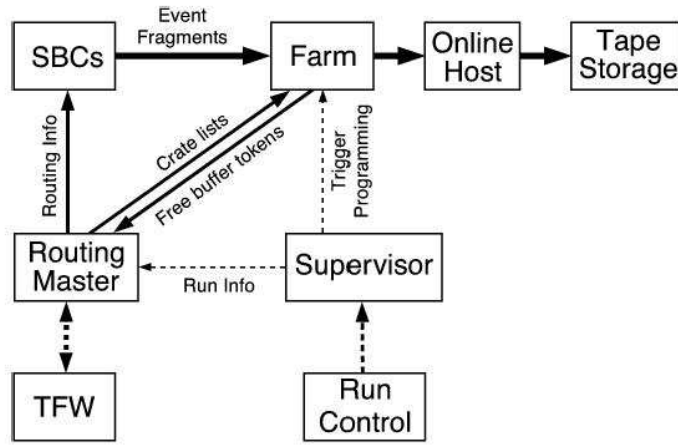 Event
Fragments
SBCs
Farm
Online
Host
Tape
Storage
Routing Info
Crate lists
Free buffer tokens
Trigger
Programming
Routing
Master
Run Info
Supervisor
TFW
Run
Control